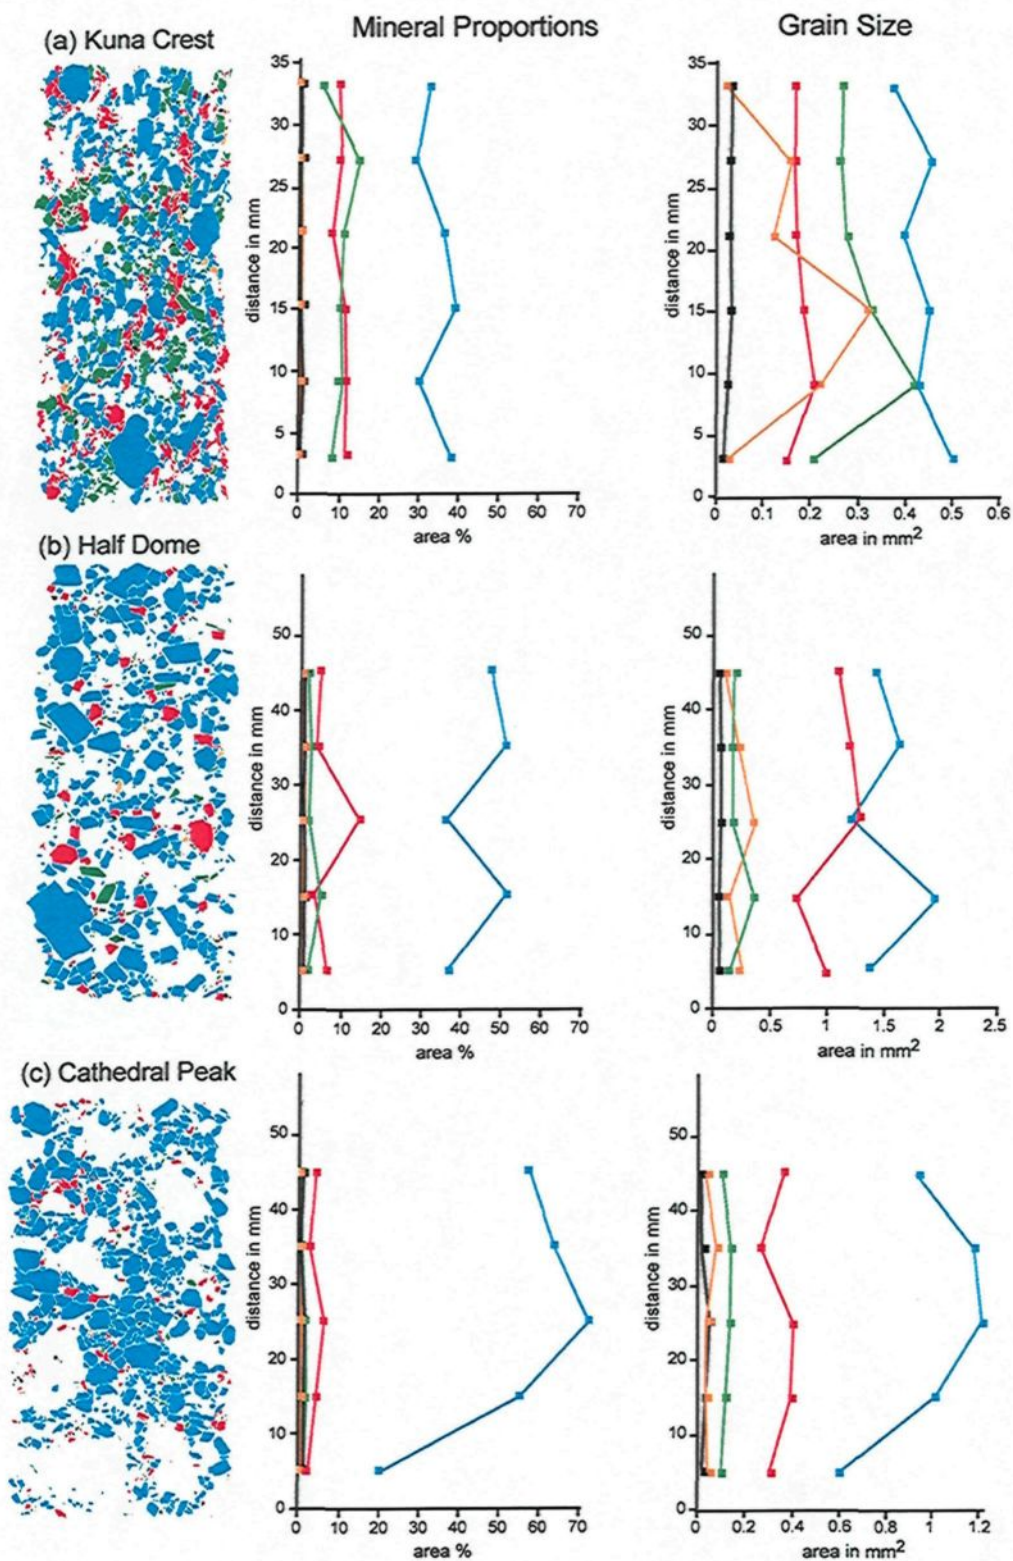 Mineral Proportions
Grain Size
(a) Kuna Crest
35
30
25
20
15
10
5
0
distance in mm
0 10 20 30 40 50 60 70
area %
35
30
25
20
15
10
5
0
distance in mm
0 0.1 0.2 0.3 0.4 0.5 0.6
area in mm²
(b) Half Dome
50
40
30
20
10
0
distance in mm
0 10 20 30 40 50 60 70
area %
50
40
30
20
10
0
distance in mm
0 0.5 1 1.5 2 2.5
area in mm²
(c) Cathedral Peak
50
40
30
20
10
0
distance in mm
0 10 20 30 40 50 60 70
area %
50
40
30
20
10
0
distance in mm
0 0.2 0.4 0.6 0.8 1 1.2
area in mm²